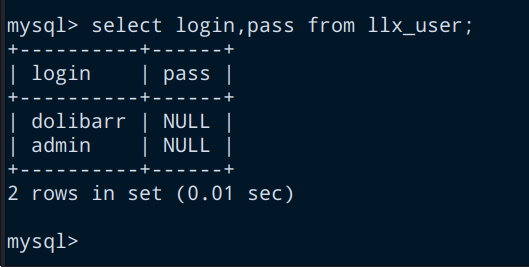 mysql> select login,pass from llx_user;
+----------+------+
| login    | pass |
+----------+------+
| dolibarr | NULL |
| admin    | NULL |
+----------+------+
2 rows in set (0.01 sec)
mysql>